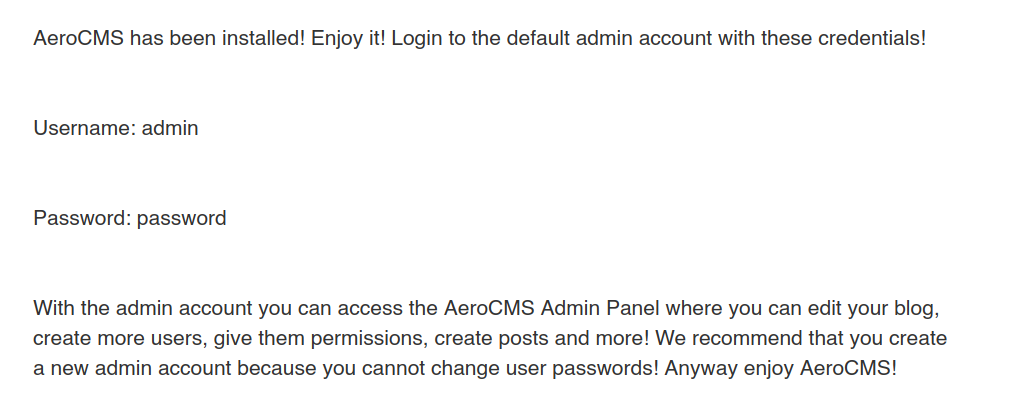 AeroCMS has been installed! Enjoy it! Login to the default admin account with these credentials!
Username: admin
Password: password
With the admin account you can access the AeroCMS Admin Panel where you can edit your blog,
create more users, give them permissions, create posts and more! We recommend that you create
a new admin account because you cannot change user passwords! Anyway enjoy AeroCMS!